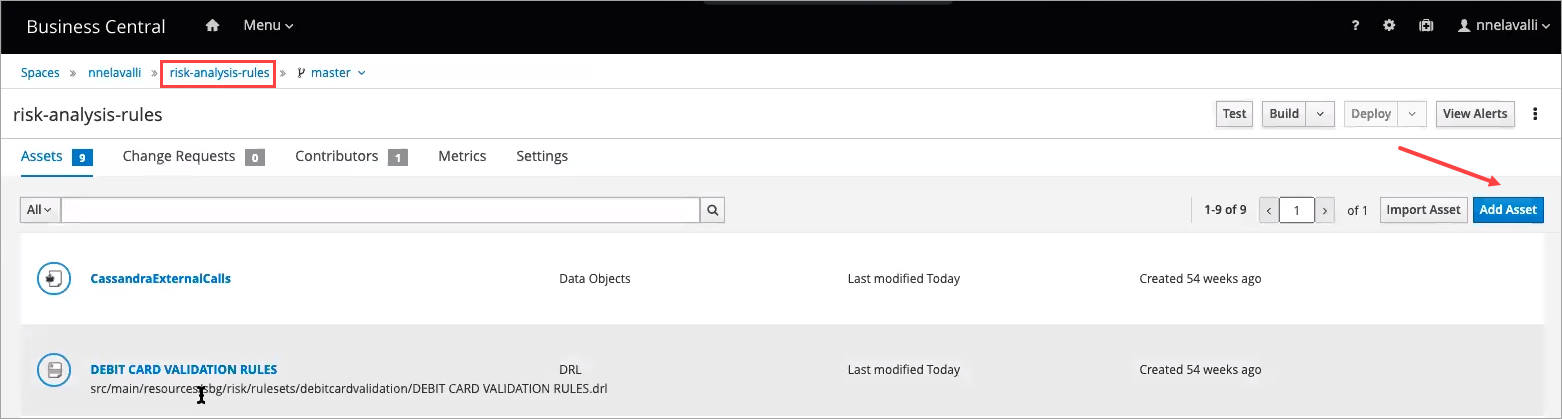 Business Central Menu ? nnelavalli
Spaces » nnelavalli » risk-analysis-rules » master
risk-analysis-rules Test Build Deploy View Alerts
Assets 9 Change Requests 0 Contributors 1 Metrics Settings
All 1-9 of 9 < 1 > of 1 Import Asset Add Asset
CassandraExternalCalls Data Objects Last modified Today Created 54 weeks ago
DEBIT CARD VALIDATION RULES DRL Last modified Today Created 54 weeks ago
src/main/resources/sbg/risk/rulesets/debitcardvalidation/DEBIT CARD VALIDATION RULES.drl